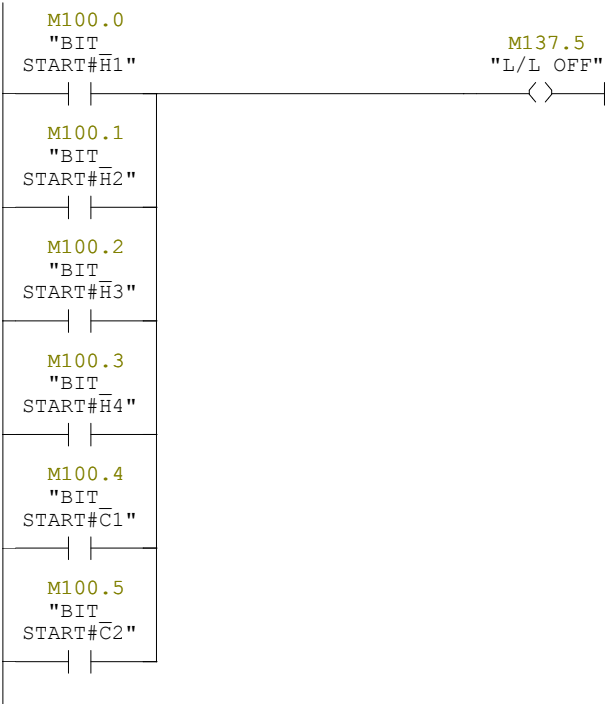 M100.0
"BIT_
START#H1"
M137.5
"L/L OFF"
M100.1
"BIT_
START#H2"
M100.2
"BIT_
START#H3"
M100.3
"BIT_
START#H4"
M100.4
"BIT_
START#C1"
M100.5
"BIT_
START#C2"